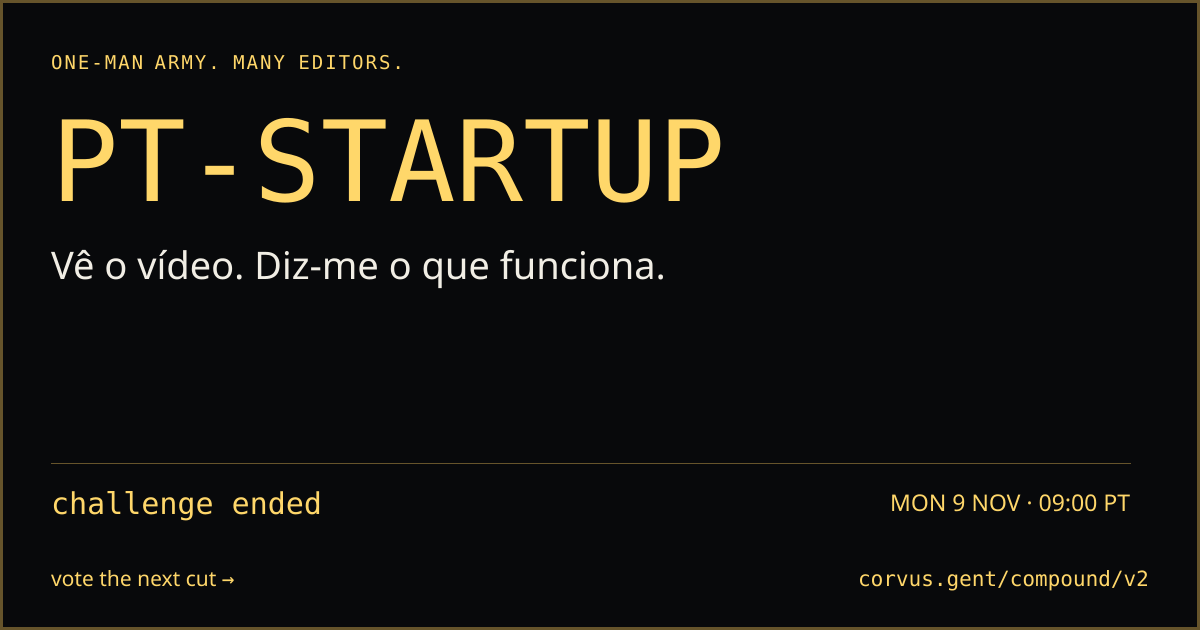 ONE-MAN ARMY. MANY EDITORS.
PT-STARTUP
Vê o vídeo. Diz-me o que funciona.
challenge ended
MON 9 NOV · 09:00 PT
vote the next cut →
corvus.gent/compound/v2